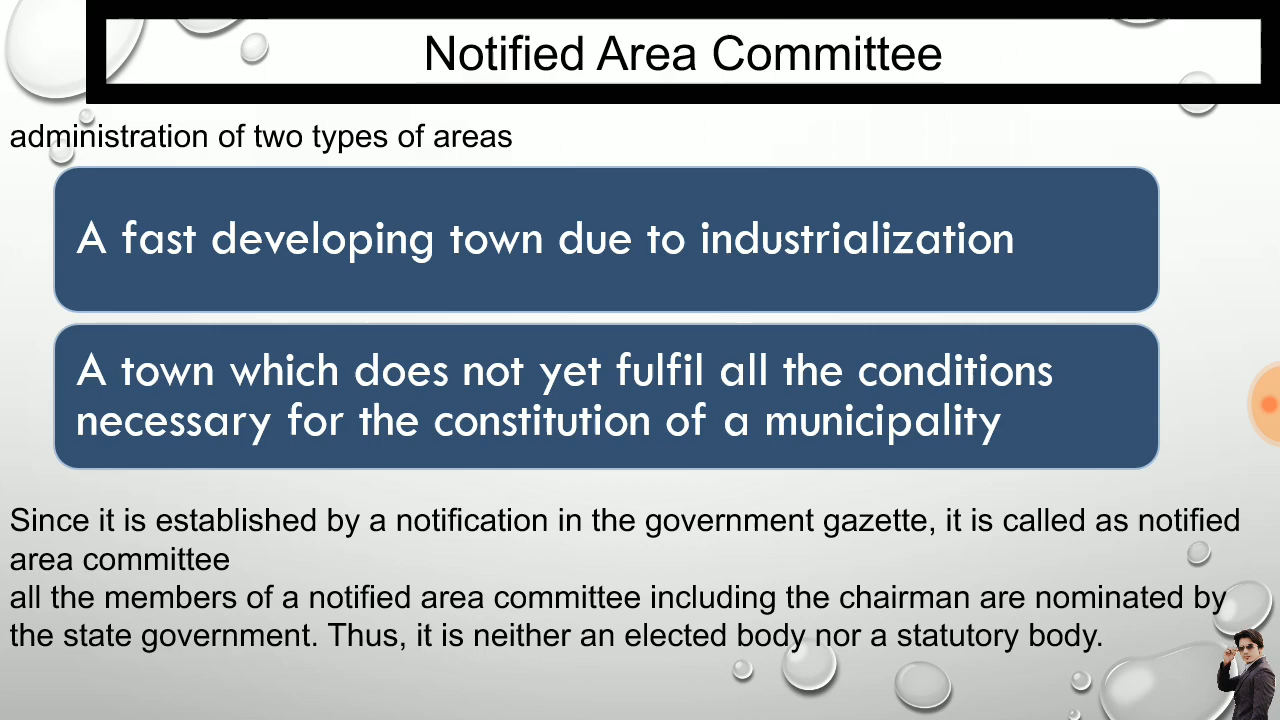 Notified Area Committee
administration of two types of areas
A fast developing town due to industrialization
A town which does not yet fulfil all the conditions
necessary for the constitution of a municipality
Since it is established by a notification in the government gazette, it is called as notified
area committee
all the members of a notified area committee including the chairman are nominated by
the state government. Thus, it is neither an elected body nor a statutory body.